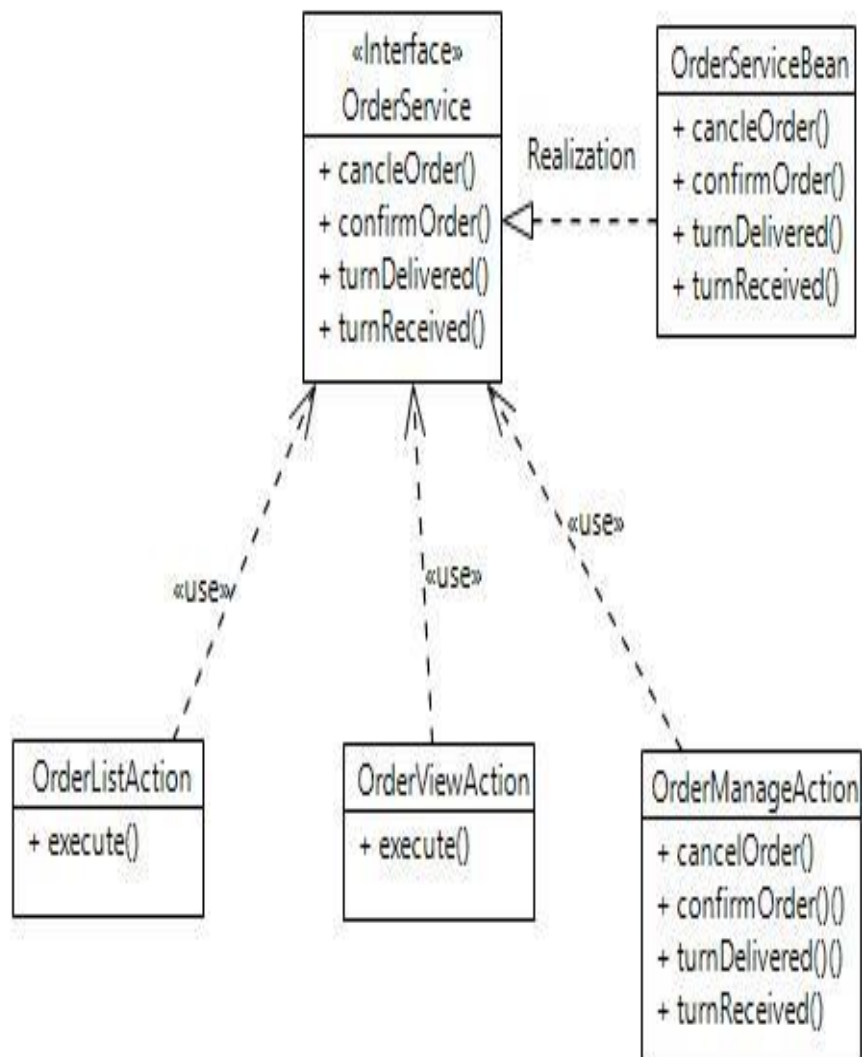 «Interface»
OrderService
+ cancleOrder()
+ confirmOrder()
+ turnDelivered()
+ turnReceived()
Realization
OrderServiceBean
+ cancleOrder()
+ confirmOrder()
+ turnDelivered()
+ turnReceived()
«use»
«use»
«use»
OrderListAction
+ execute()
OrderViewAction
+ execute()
OrderManageAction
+ cancelOrder()
+ confirmOrder()()
+ turnDelivered()()
+ turnReceived()